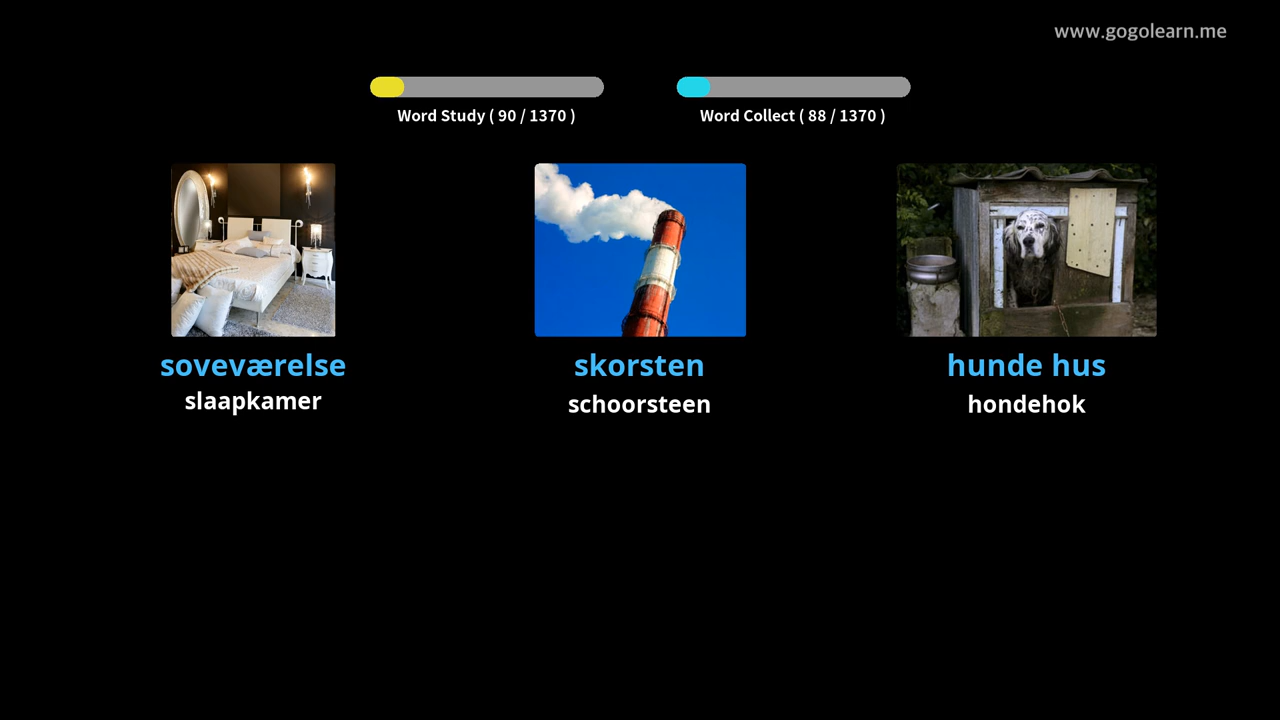 www.gogolearn.me
Word Study ( 90 / 1370 )
Word Collect ( 88 / 1370 )
soveværelse
slaapkamer
skorsten
schoorsteen
hunde hus
hondehok